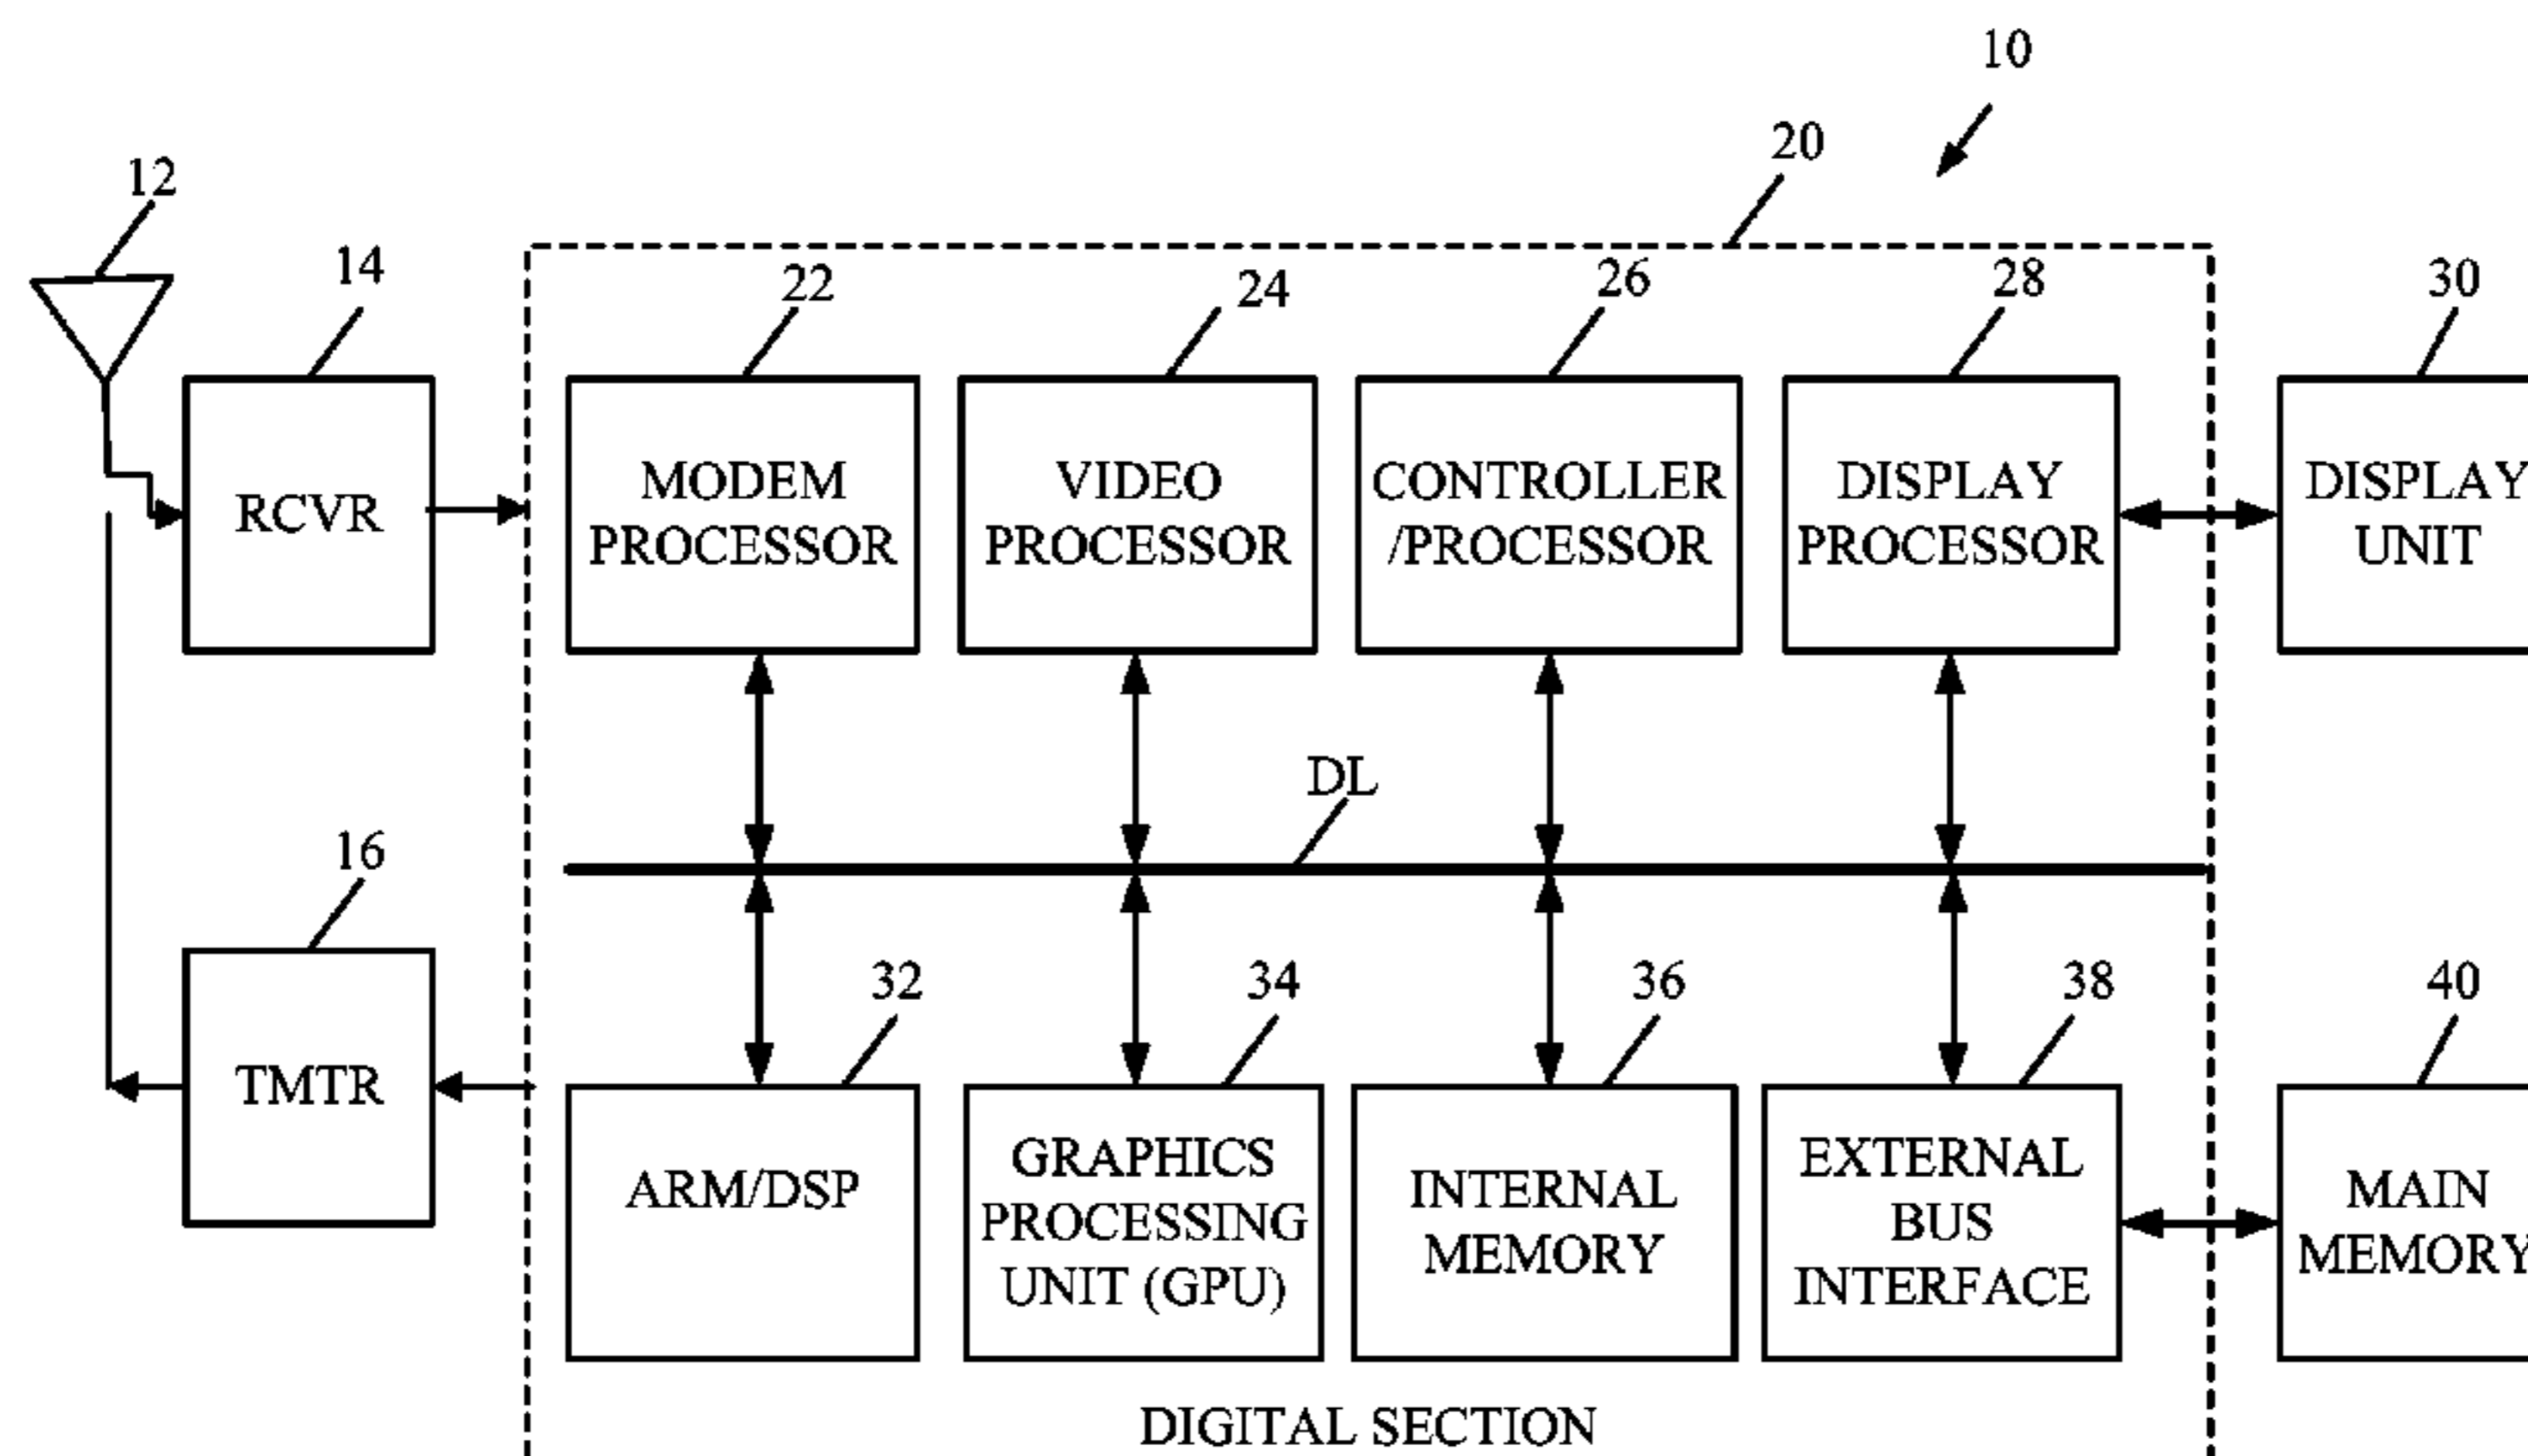 10
20
12
14
22
24
26
28
30
RCVR
MODEM
PROCESSOR
VIDEO
PROCESSOR
CONTROLLER
/PROCESSOR
DISPLAY
PROCESSOR
DISPLAY
UNIT
DL
16
32
34
36
38
40
TMTR
ARM/DSP
GRAPHICS
PROCESSING
UNIT (GPU)
INTERNAL
MEMORY
EXTERNAL
BUS
INTERFACE
MAIN
MEMORY
DIGITAL SECTION